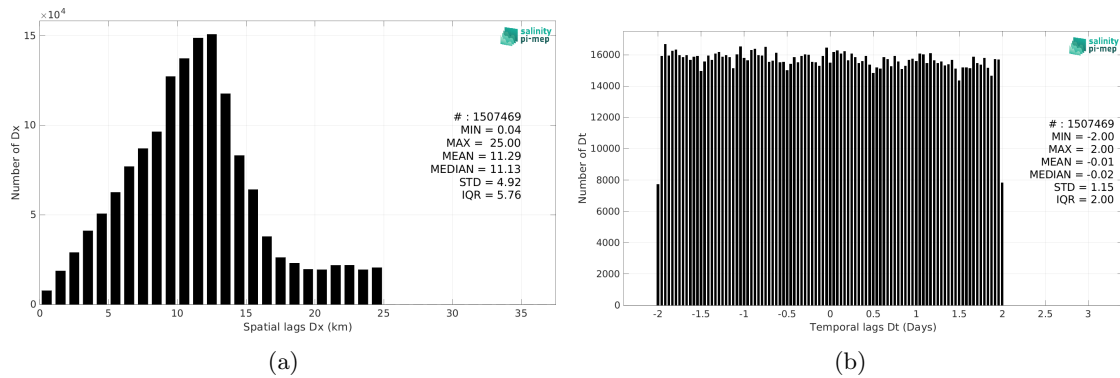 ×10⁴
15
10
5
0
0 5 10 15 20 25 30 35
Number of Dx
Spatial lags Dx (km)
salinity
pi-mep
# : 1507469
MIN = 0.04
MAX = 25.00
MEAN = 11.29
MEDIAN = 11.13
STD = 4.92
IQR = 5.76
(a)
16000
14000
12000
10000
8000
6000
4000
2000
0
-2 -1.5 -1 -0.5 0 0.5 1 1.5 2 2.5 3
Number of Dt
Temporal lags Dt (Days)
salinity
pi-mep
# : 1507469
MIN = -2.00
MAX = 2.00
MEAN = -0.01
MEDIAN = -0.02
STD = 1.15
IQR = 2.00
(b)